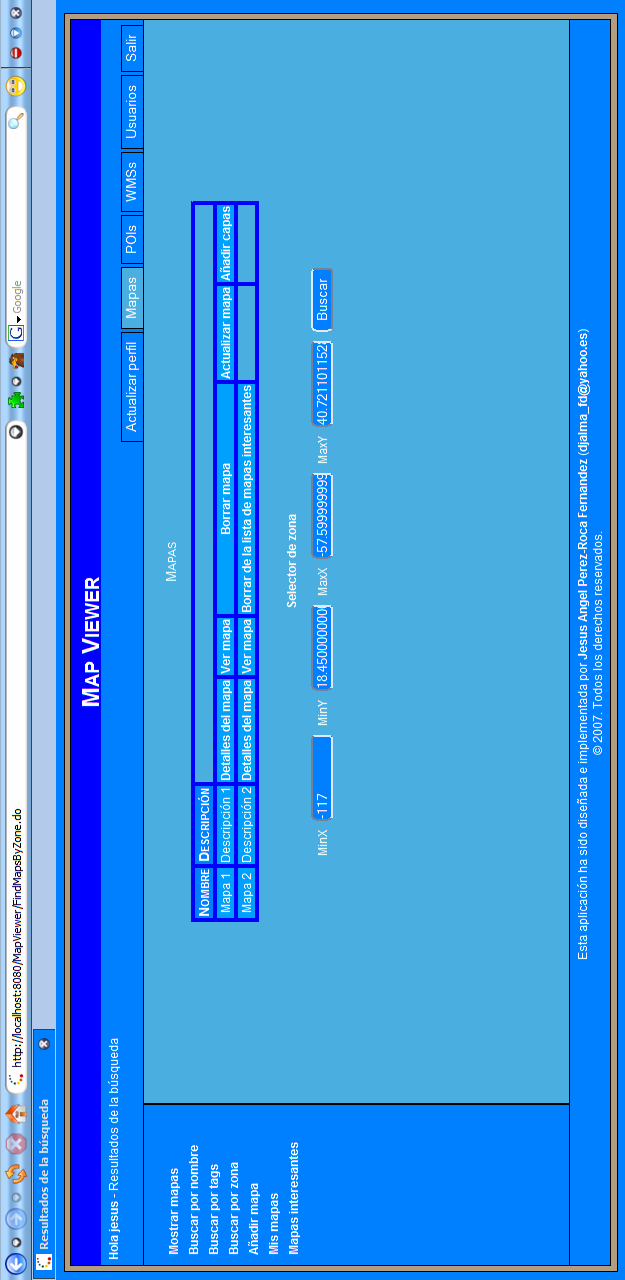 http://localhost:8080/MapViewer/FindMapsByZone.do
Google
Resultados de la búsqueda
MAP VIEWER
Hola jesus - Resultados de la búsqueda
Actualizar perfil Mapas POIs WMSs Usuarios Salir
Mostrar mapas
Buscar por nombre
Buscar por tags
Buscar por zona
Añadir mapa
Mis mapas
Mapas interesantes
MAPAS
NOMBRE DESCRIPCIÓN
Mapa 1 Descripción 1 Detalles del mapa Ver mapa Borrar mapa Actualizar mapa Añadir capas
Mapa 2 Descripción 2 Detalles del mapa Ver mapa Borrar de la lista de mapas interesantes
Selector de zona
MinX -117 MinY 18.450000000 MaxX -57.599999999 MaxY 40.721101152 Buscar
Esta aplicación ha sido diseñada e implementada por Jesus Angel Perez-Roca Fernandez (djalma_fd@yahoo.es)
© 2007. Todos los derechos reservados.